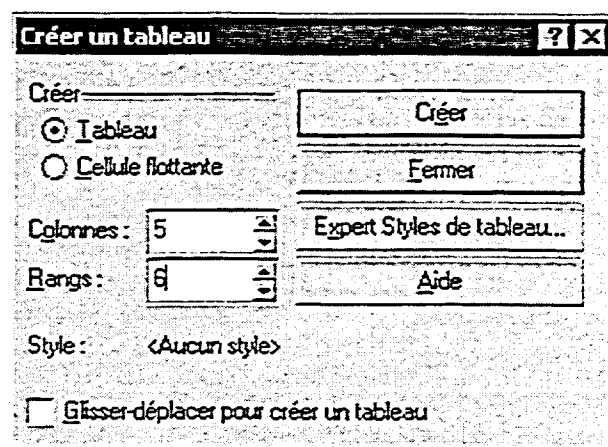 Créer un tableau
Créer
Tableau
Cellule flottante
Colonnes : 5
Rangs : 6
Style : <Aucun style>
Glisser-déplacer pour créer un tableau
Créer
Fermer
Expert Styles de tableau...
Aide